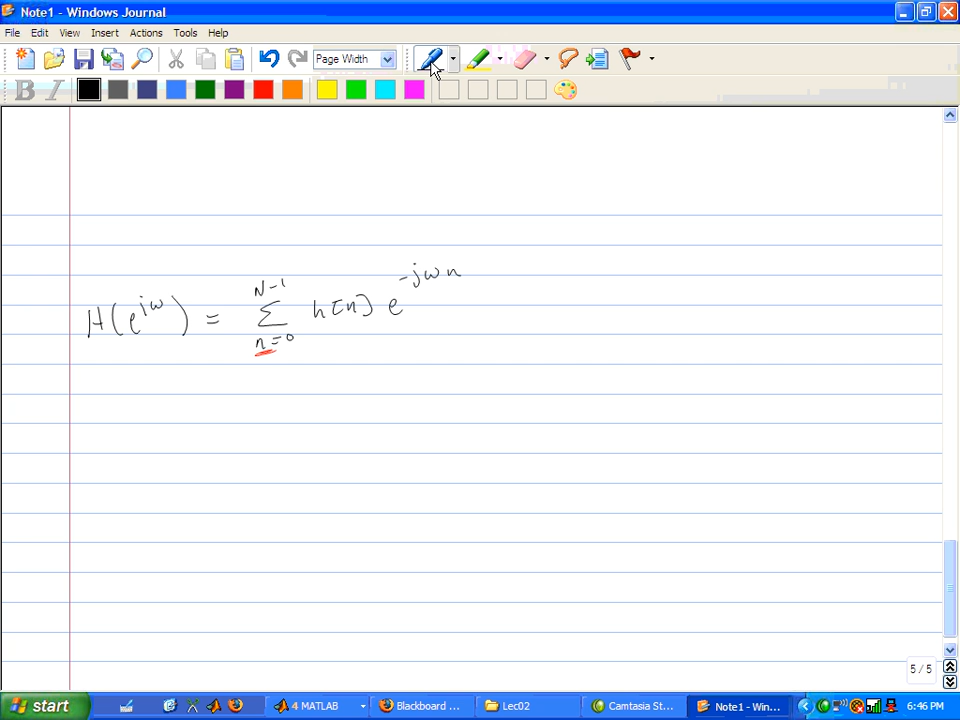 Note1 - Windows Journal
File Edit View Insert Actions Tools Help
Page Width
B I
N-1
H(e^{jω}) = Σ h[n] e^{-jωn}
n=0
5 / 5
start 4 MATLAB Blackboard ... Lec02 Camtasia St... Note1 - Win... 6:46 PM